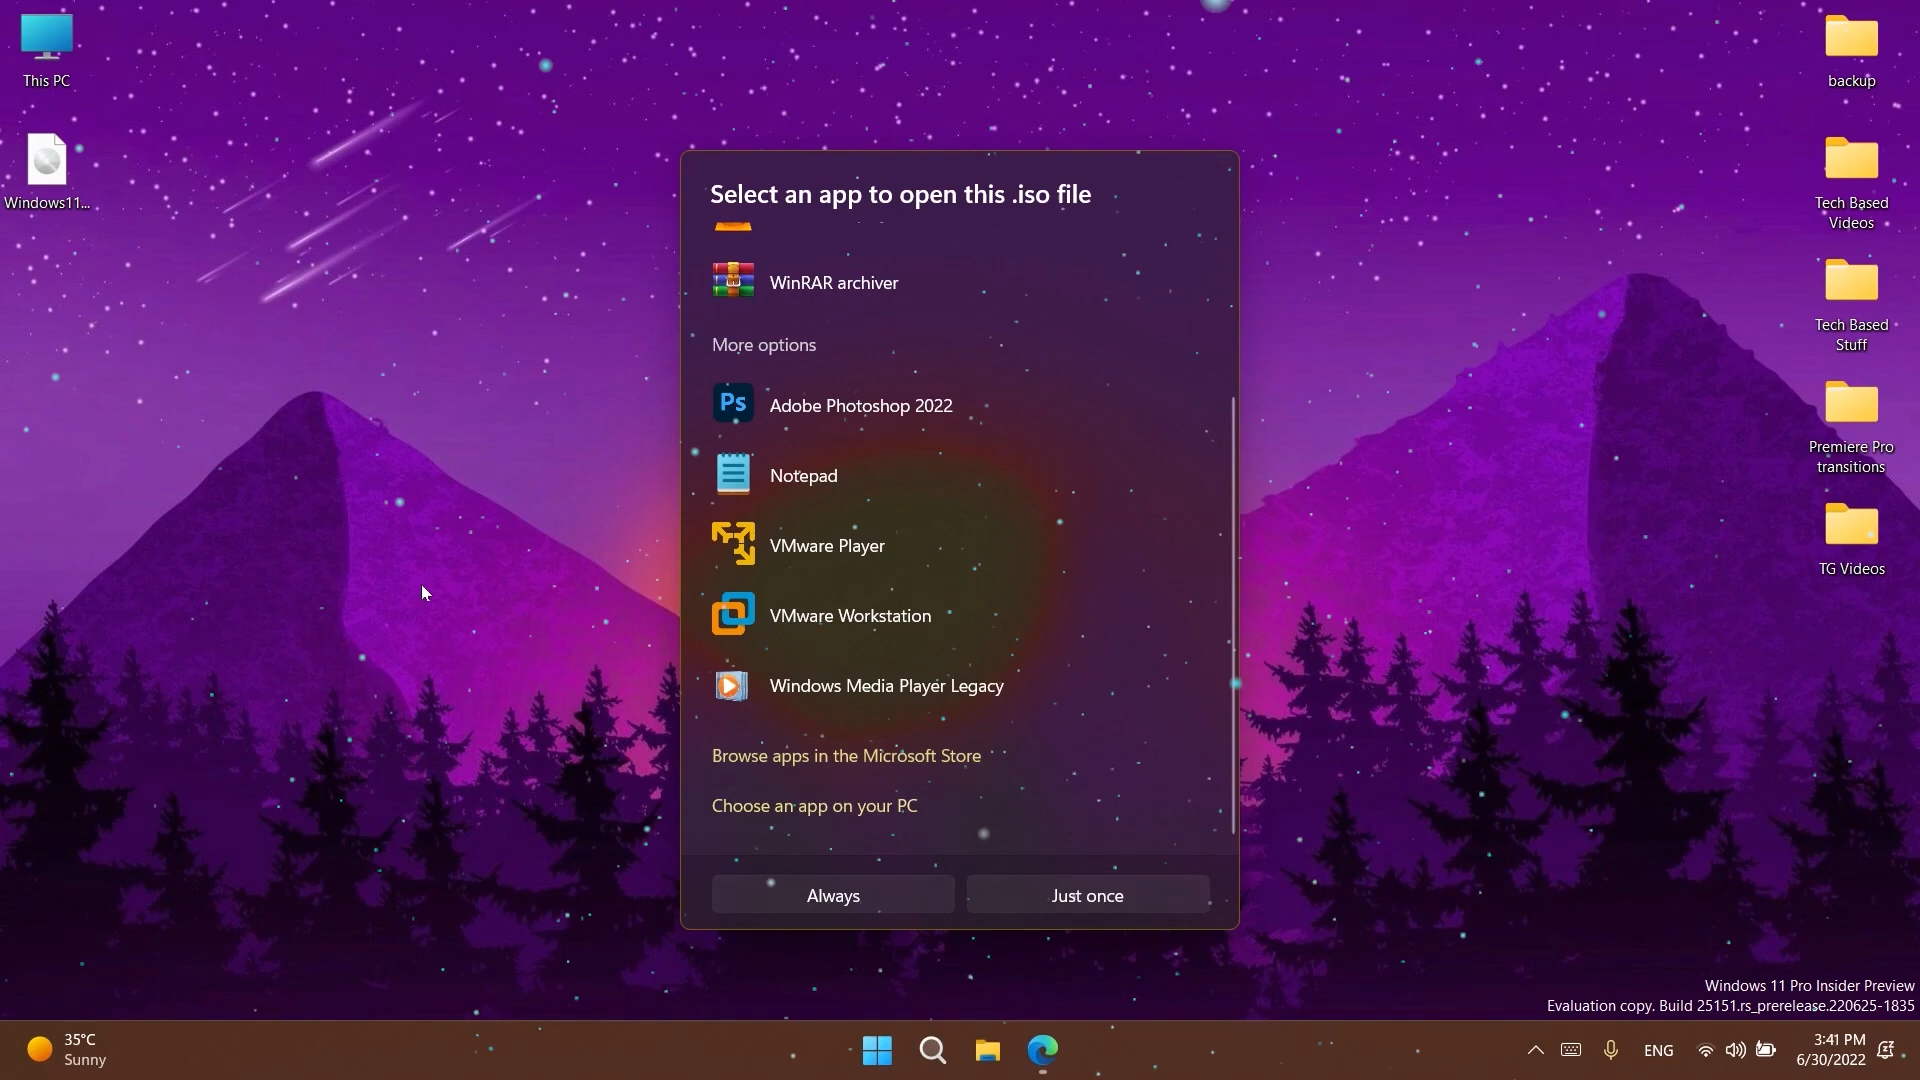 This PC
Windows11...
Select an app to open this .iso file
WinRAR archiver
More options
Ps
Adobe Photoshop 2022
Notepad
VMware Player
VMware Workstation
Windows Media Player Legacy
Browse apps in the Microsoft Store
Choose an app on your PC
Always
Just once
backup
Tech Based
Videos
Tech Based
Stuff
Premiere Pro
transitions
TG Videos
Windows 11 Pro Insider Preview
Evaluation copy. Build 25151.rs_prerelease.220625-1835
35°C
Sunny
ENG
3:41 PM
6/30/2022